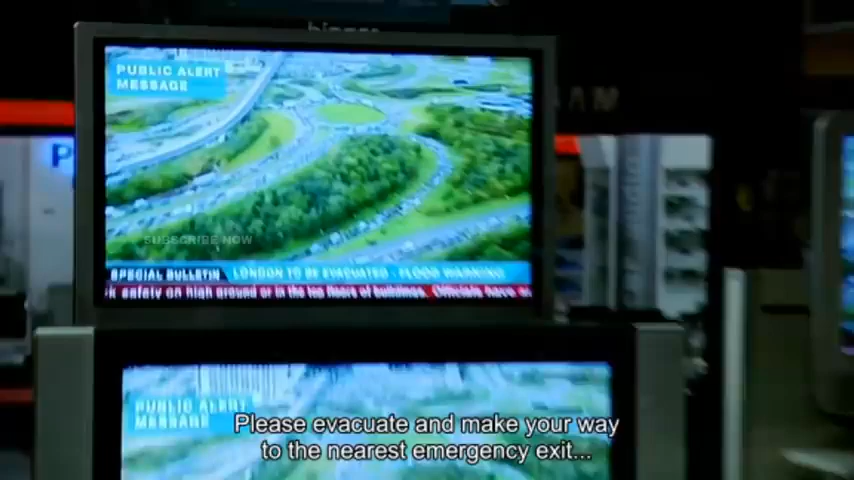 PUBLIC ALERT
MESSAGE
SUBSCRIBE NOW
SPECIAL BULLETIN
LONDON TO BE EVACUATED - FLOOD WARNING
safety on high ground or in the top floors of buildings. Officials have
PUBLIC ALERT
MESSAGE
Please evacuate and make your way
to the nearest emergency exit...